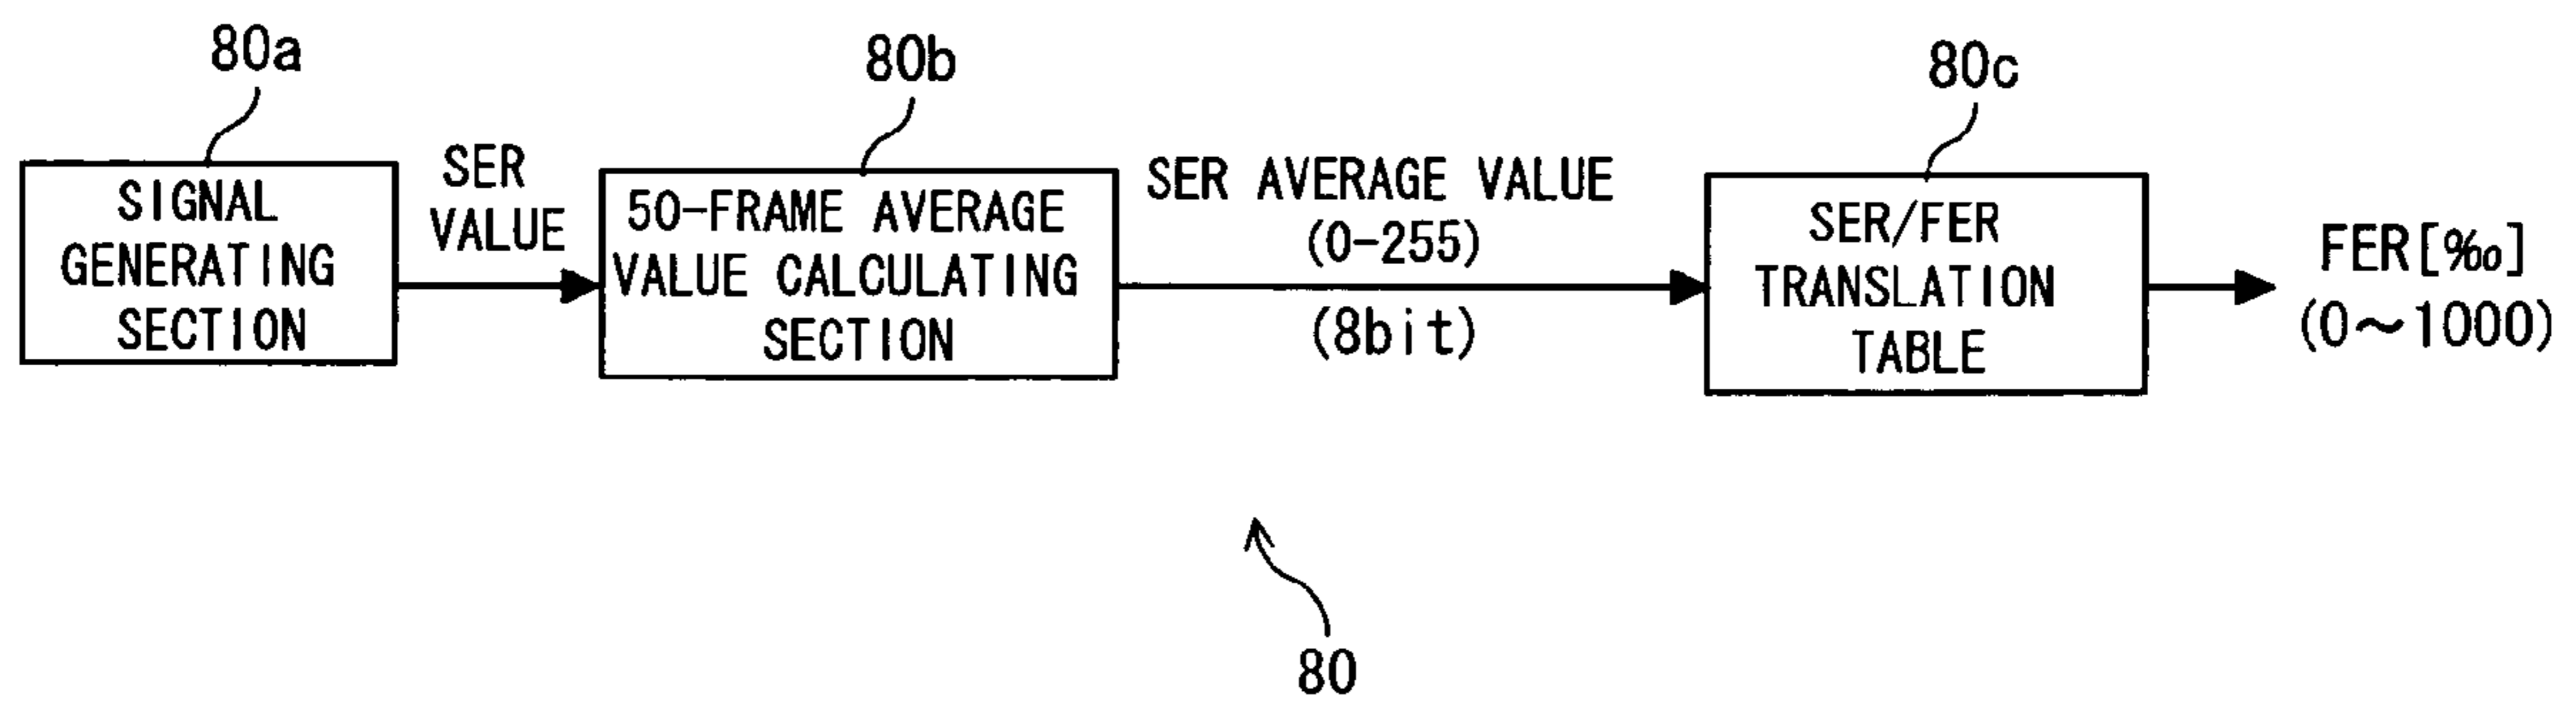 80a
80b
80c
SIGNAL
GENERATING
SECTION
SER
VALUE
50-FRAME AVERAGE
VALUE CALCULATING
SECTION
SER AVERAGE VALUE
(0-255)
(8bit)
SER/FER
TRANSLATION
TABLE
FER[‰]
(0～1000)
80